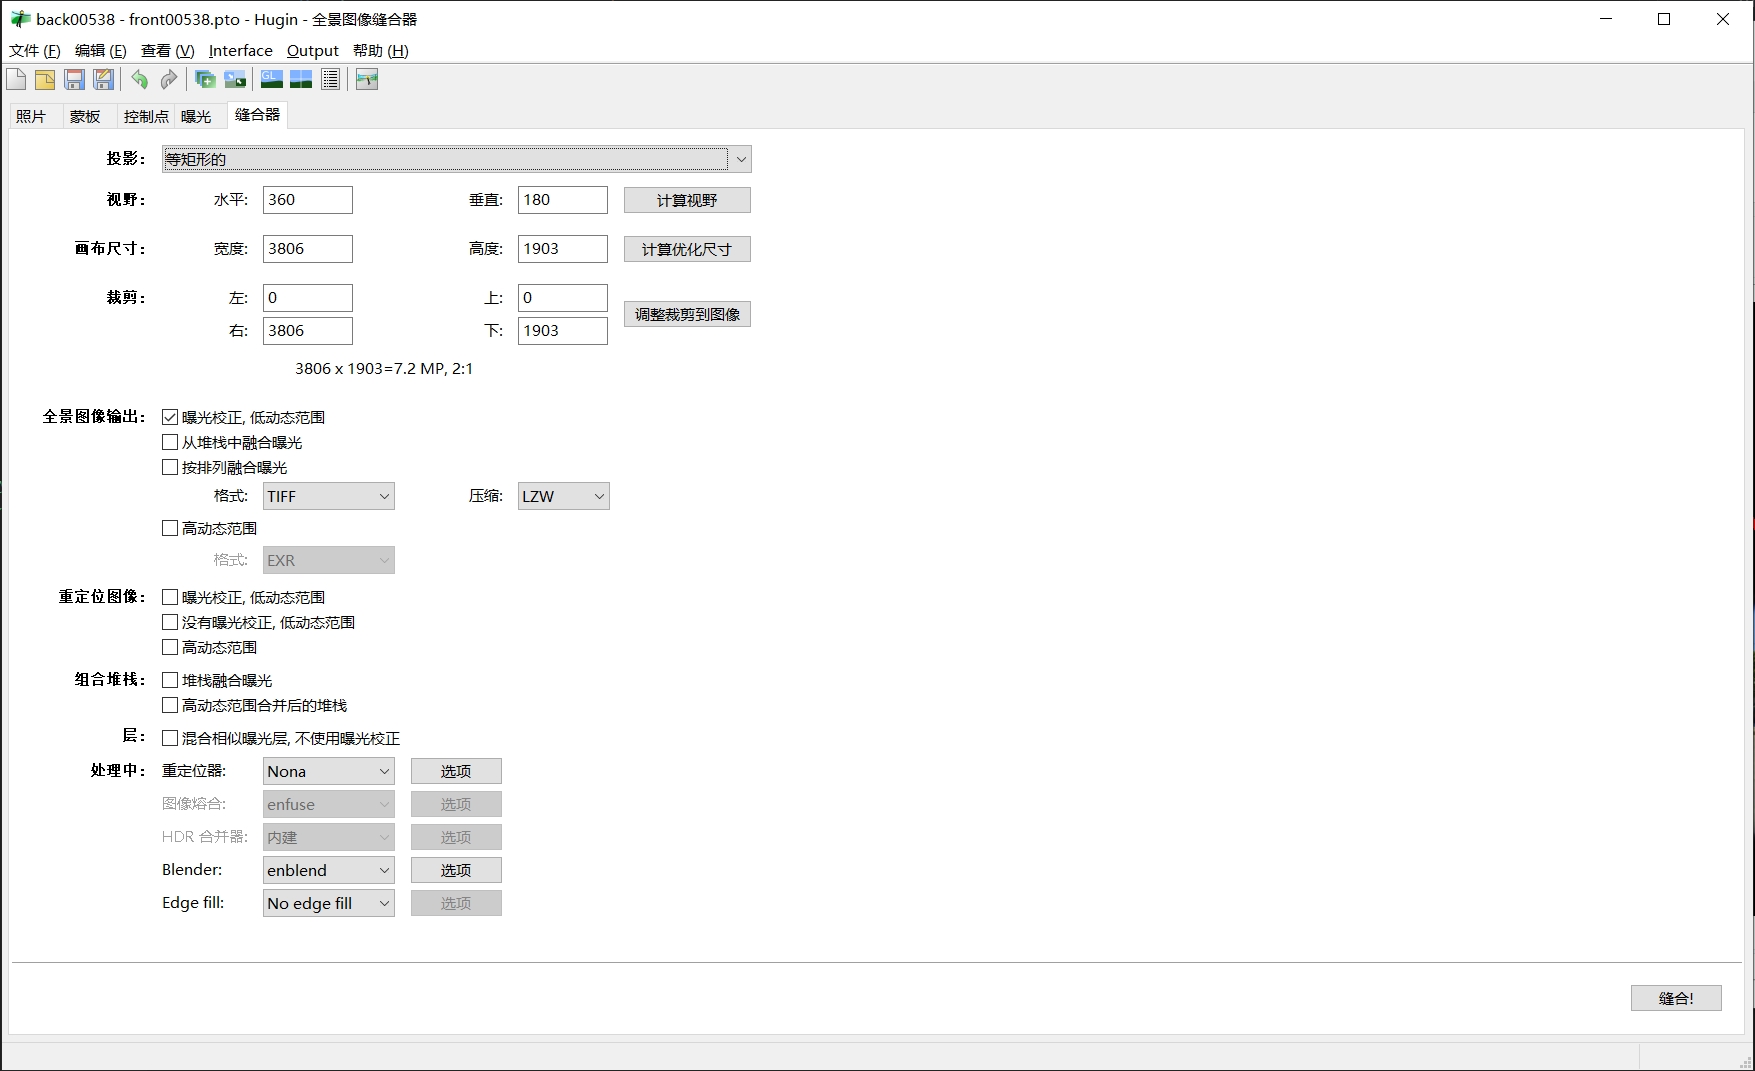 back00538 - front00538.pto - Hugin - 全景图像缝合器
文件 (F) 编辑 (E) 查看 (V) Interface Output 帮助 (H)
GL
照片 蒙板 控制点 曝光 缝合器
投影: 等矩形的
视野: 水平: 360 垂直: 180 计算视野
画布尺寸: 宽度: 3806 高度: 1903 计算优化尺寸
裁剪: 左: 0 上: 0
调整裁剪到图像
右: 3806 下: 1903
3806 x 1903=7.2 MP, 2:1
全景图像输出: 曝光校正, 低动态范围
从堆栈中融合曝光
按排列融合曝光
格式: TIFF 压缩: LZW
高动态范围
格式: EXR
重定位图像: 曝光校正, 低动态范围
没有曝光校正, 低动态范围
高动态范围
组合堆栈: 堆栈融合曝光
高动态范围合并后的堆栈
层: 混合相似曝光层, 不使用曝光校正
处理中: 重定位器: Nona 选项
图像熔合: enfuse 选项
HDR 合并器: 内建 选项
Blender: enblend 选项
Edge fill: No edge fill 选项
缝合!